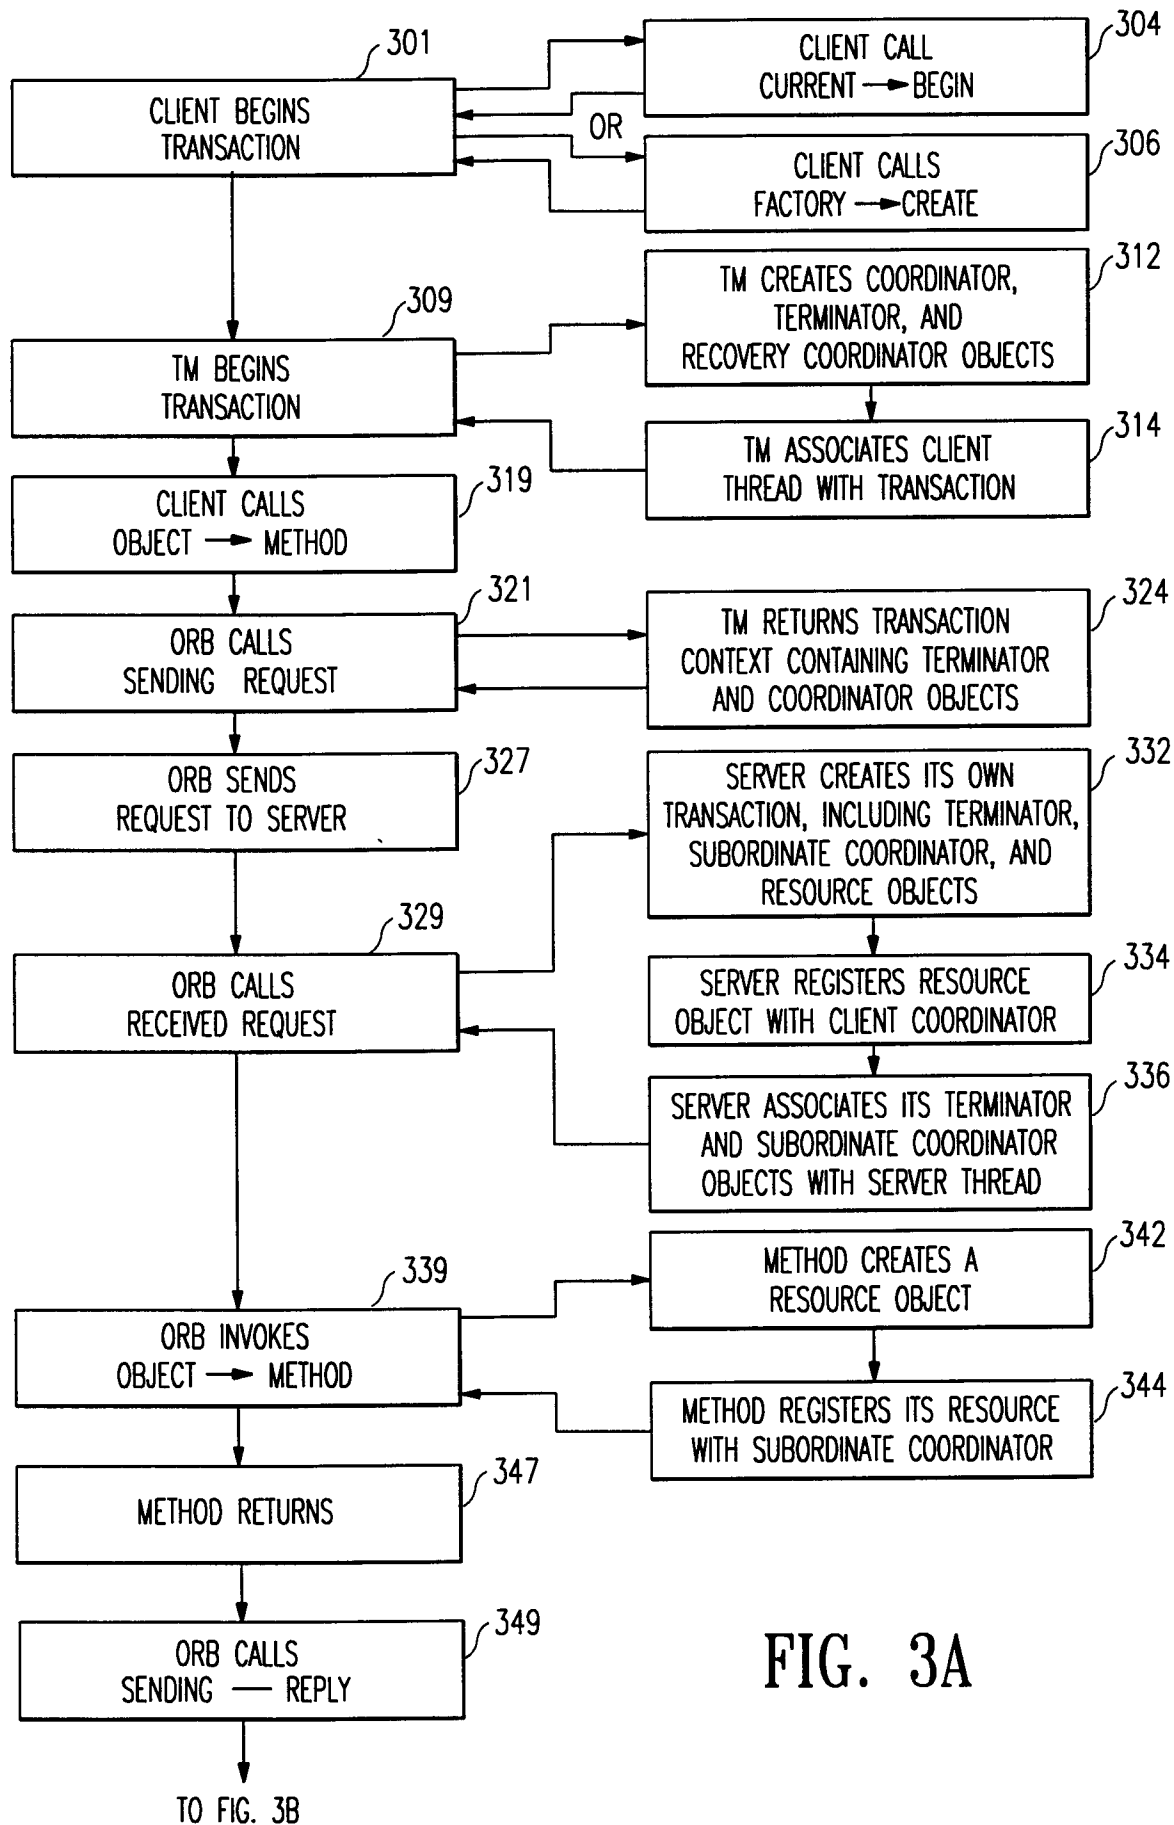 301
CLIENT BEGINS
TRANSACTION
304
CLIENT CALL
CURRENT → BEGIN
OR
306
CLIENT CALLS
FACTORY → CREATE
309
TM BEGINS
TRANSACTION
312
TM CREATES COORDINATOR,
TERMINATOR, AND
RECOVERY COORDINATOR OBJECTS
314
TM ASSOCIATES CLIENT
THREAD WITH TRANSACTION
319
CLIENT CALLS
OBJECT → METHOD
321
ORB CALLS
SENDING REQUEST
324
TM RETURNS TRANSACTION
CONTEXT CONTAINING TERMINATOR
AND COORDINATOR OBJECTS
327
ORB SENDS
REQUEST TO SERVER
329
ORB CALLS
RECEIVED REQUEST
332
SERVER CREATES ITS OWN
TRANSACTION, INCLUDING TERMINATOR,
SUBORDINATE COORDINATOR, AND
RESOURCE OBJECTS
334
SERVER REGISTERS RESOURCE
OBJECT WITH CLIENT COORDINATOR
336
SERVER ASSOCIATES ITS TERMINATOR
AND SUBORDINATE COORDINATOR
OBJECTS WITH SERVER THREAD
339
ORB INVOKES
OBJECT → METHOD
342
METHOD CREATES A
RESOURCE OBJECT
344
METHOD REGISTERS ITS RESOURCE
WITH SUBORDINATE COORDINATOR
347
METHOD RETURNS
349
ORB CALLS
SENDING — REPLY
TO FIG. 3B
FIG. 3A